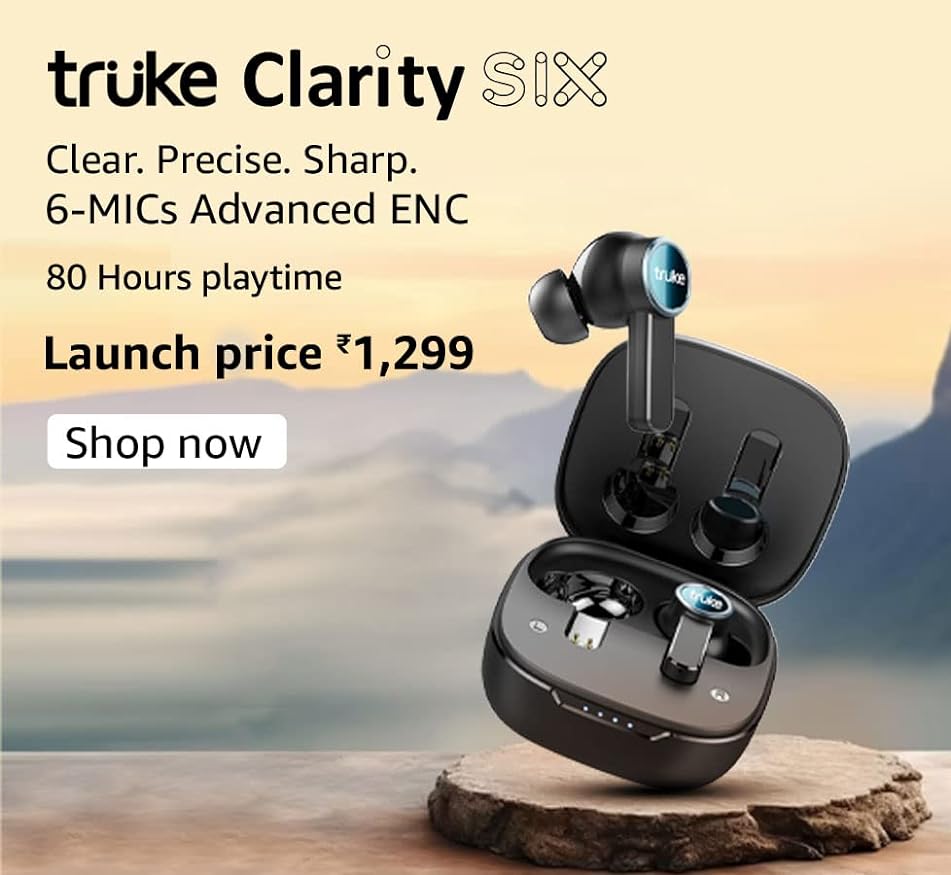 trüke Clarity SIX
Clear. Precise. Sharp.
6-MICs Advanced ENC
80 Hours playtime
Launch price ₹1,299
Shop now
truke
truke
L
R